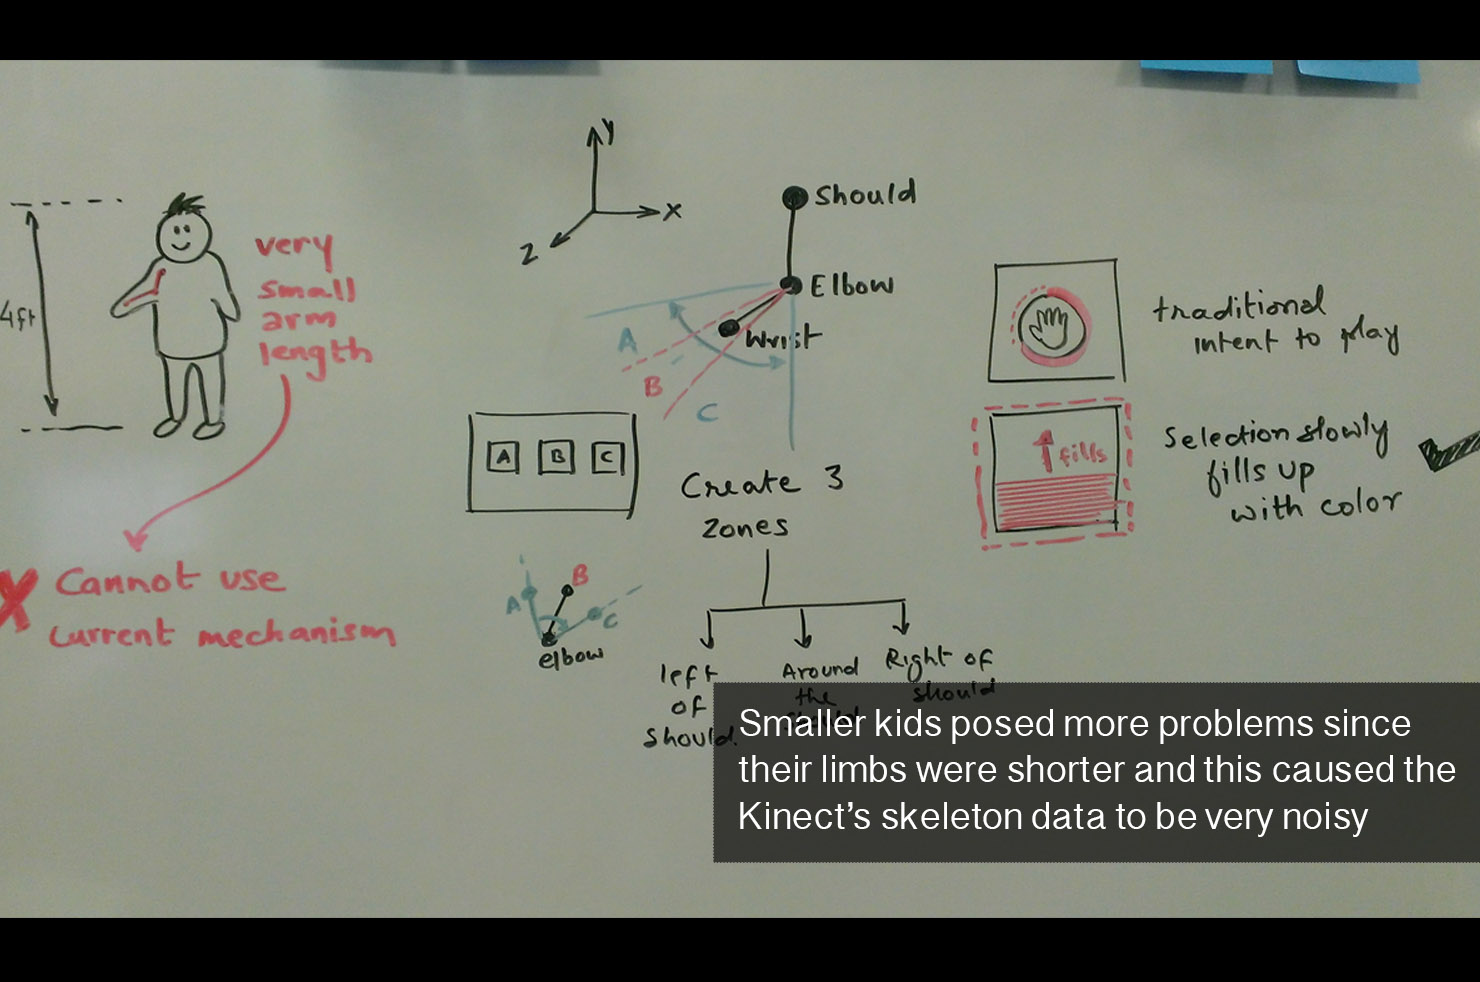 4ft
very
small
arm
length
Cannot use
current mechanism
Y
X
Z
Should
Elbow
Wrist
A
B
C
A B C
Create 3
zones
A
B
C
elbow
left
of
should.
Around
the
Right of
should
traditional
intent to play
fills
Selection slowly
fills up
with color
Smaller kids posed more problems since
their limbs were shorter and this caused the
Kinect’s skeleton data to be very noisy